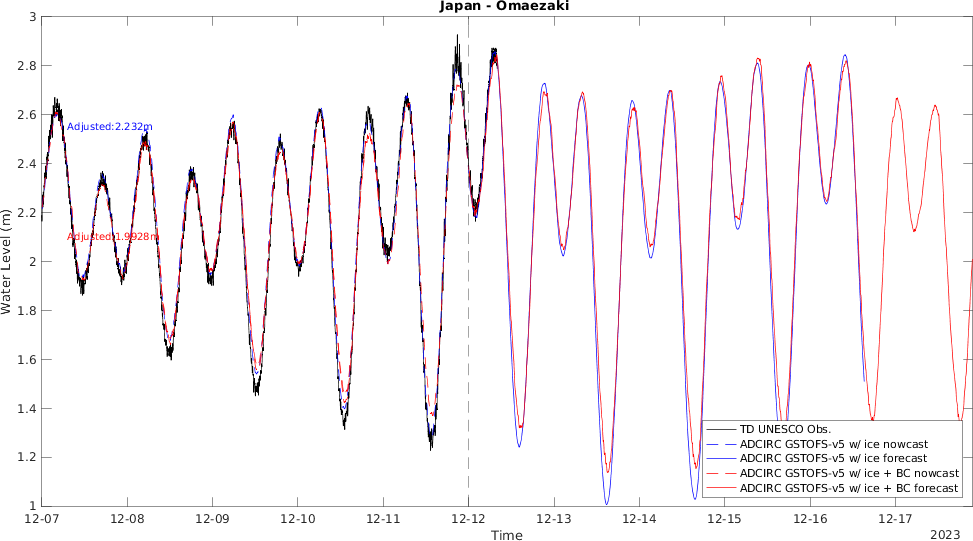 Japan - Omaezaki
3
2.8
2.6
2.4
2.2
2
1.8
1.6
1.4
1.2
1
Water Level (m)
Adjusted:2.232m
Adjusted:1.9928m
TD UNESCO Obs.
ADCIRC GSTOFS-v5 w/ ice nowcast
ADCIRC GSTOFS-v5 w/ ice forecast
ADCIRC GSTOFS-v5 w/ ice + BC nowcast
ADCIRC GSTOFS-v5 w/ ice + BC forecast
12-07 12-08 12-09 12-10 12-11 12-12 12-13 12-14 12-15 12-16 12-17
Time
2023